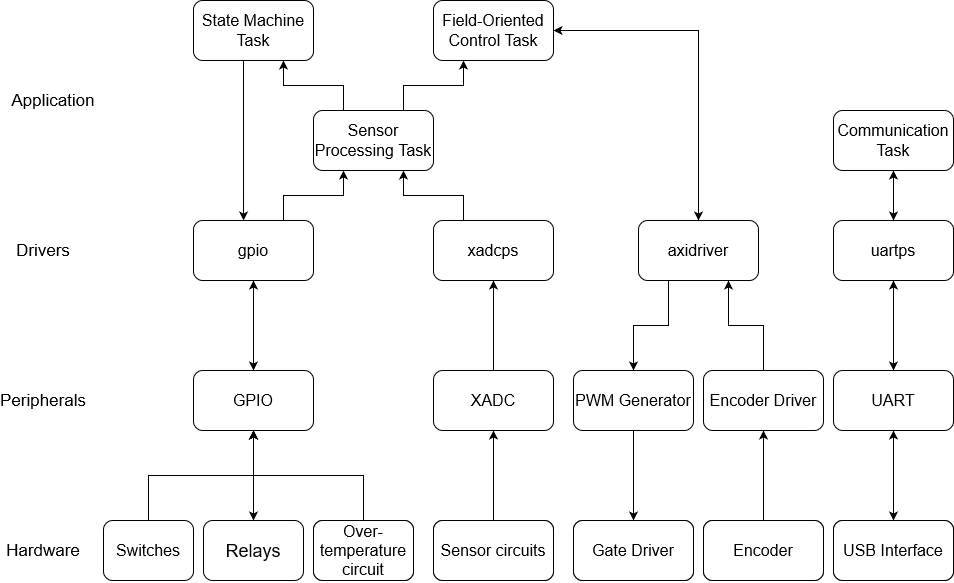 State Machine
Task
Field-Oriented
Control Task
Application
Sensor
Processing Task
Communication
Task
Drivers
gpio
xadcps
axidriver
uartps
Peripherals
GPIO
XADC
PWM Generator
Encoder Driver
UART
Hardware
Switches
Relays
Over-
temperature
circuit
Sensor circuits
Gate Driver
Encoder
USB Interface